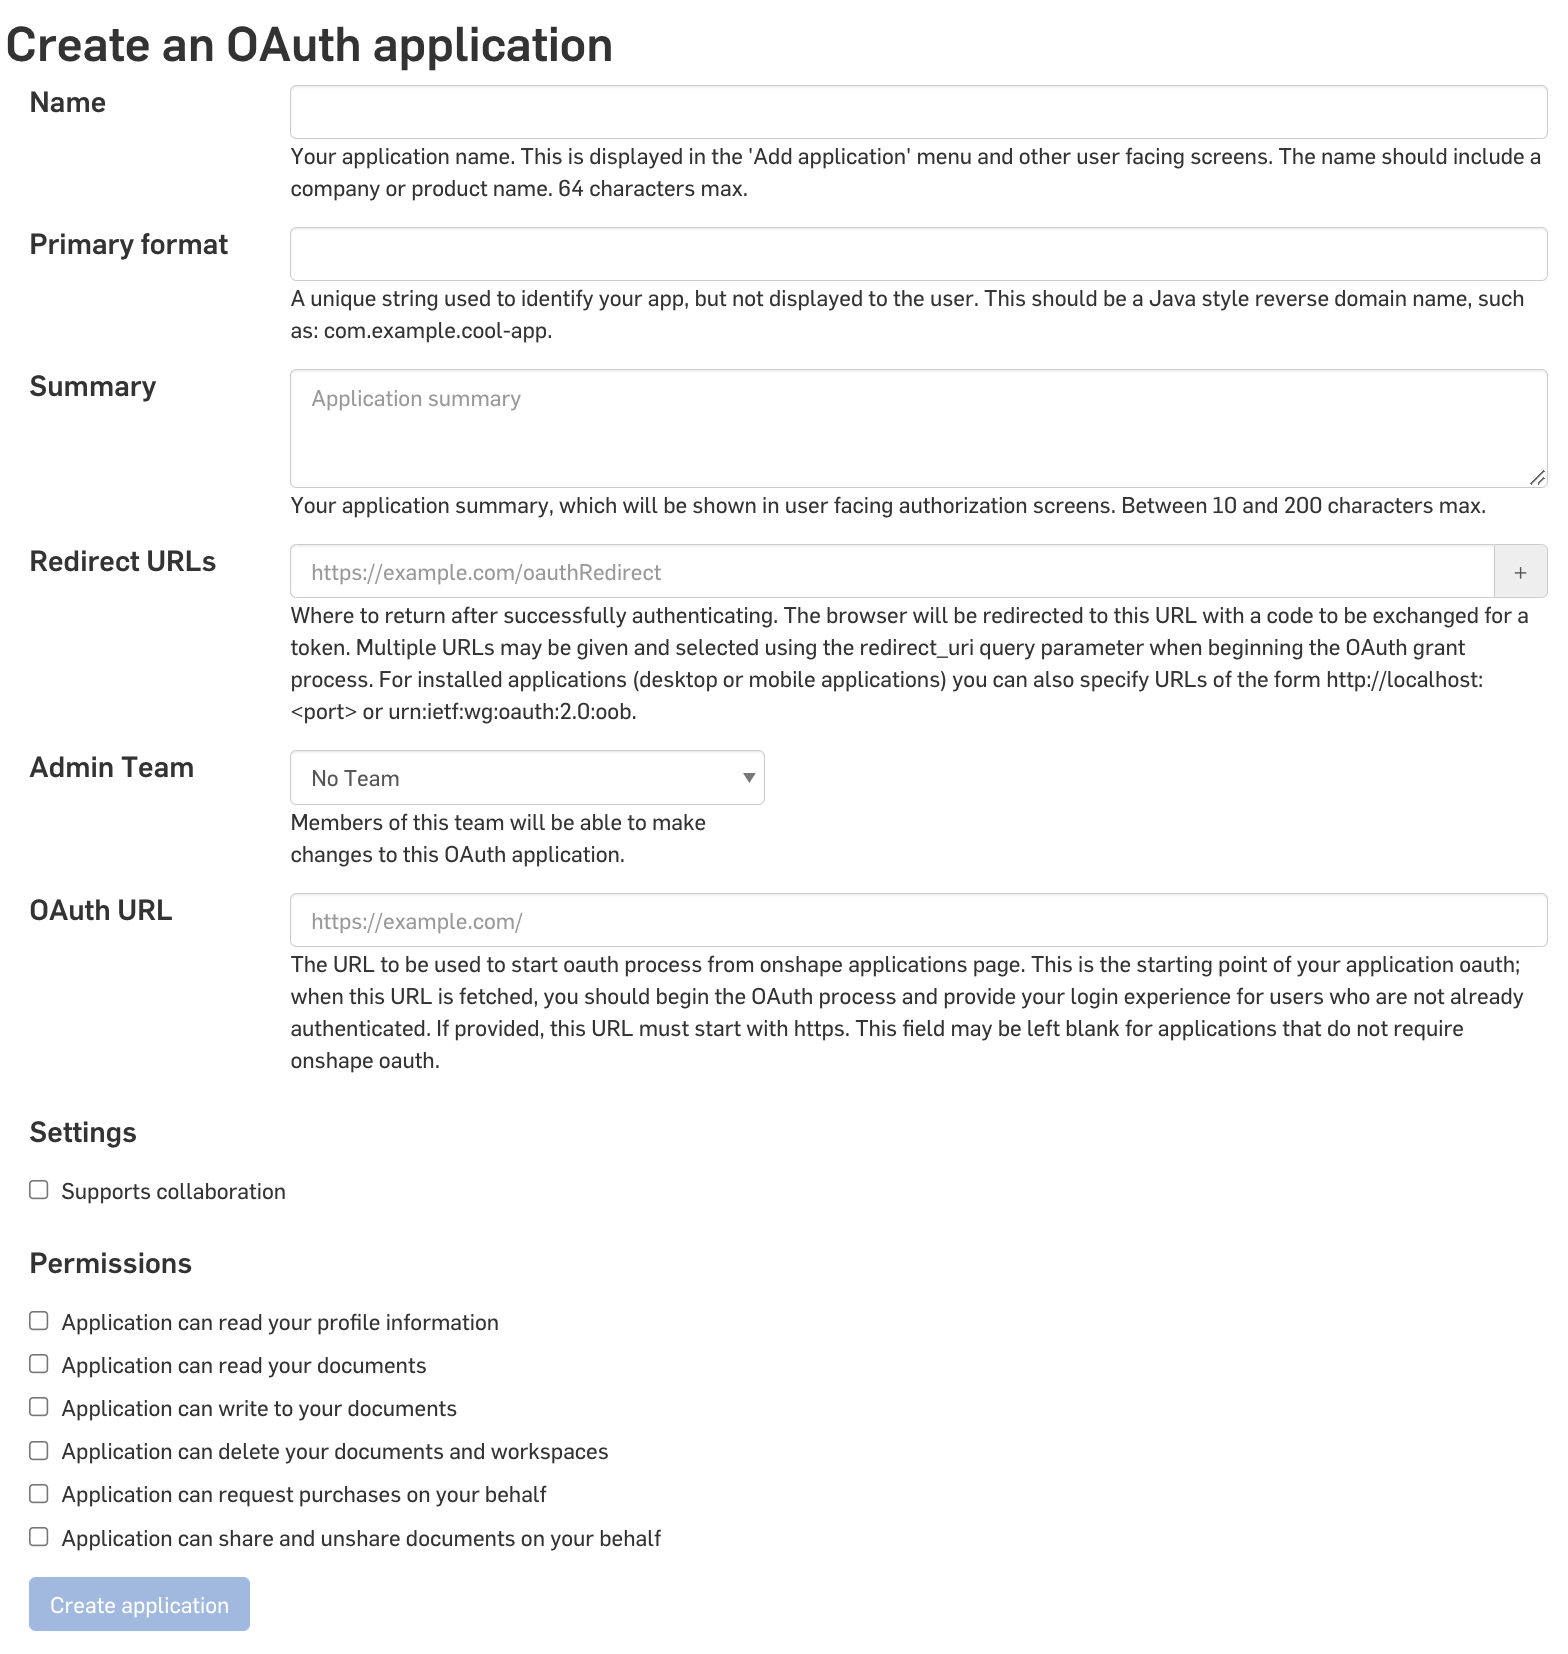 Create an OAuth application
Name
Your application name. This is displayed in the 'Add application' menu and other user facing screens. The name should include a
company or product name. 64 characters max.
Primary format
A unique string used to identify your app, but not displayed to the user. This should be a Java style reverse domain name, such
as: com.example.cool-app.
Summary
Application summary
Your application summary, which will be shown in user facing authorization screens. Between 10 and 200 characters max.
Redirect URLs
https://example.com/oauthRedirect
+
Where to return after successfully authenticating. The browser will be redirected to this URL with a code to be exchanged for a
token. Multiple URLs may be given and selected using the redirect_uri query parameter when beginning the OAuth grant
process. For installed applications (desktop or mobile applications) you can also specify URLs of the form http://localhost:
<port> or urn:ietf:wg:oauth:2.0:oob.
Admin Team
No Team
Members of this team will be able to make
changes to this OAuth application.
OAuth URL
https://example.com/
The URL to be used to start oauth process from onshape applications page. This is the starting point of your application oauth;
when this URL is fetched, you should begin the OAuth process and provide your login experience for users who are not already
authenticated. If provided, this URL must start with https. This field may be left blank for applications that do not require
onshape oauth.
Settings
Supports collaboration
Permissions
Application can read your profile information
Application can read your documents
Application can write to your documents
Application can delete your documents and workspaces
Application can request purchases on your behalf
Application can share and unshare documents on your behalf
Create application